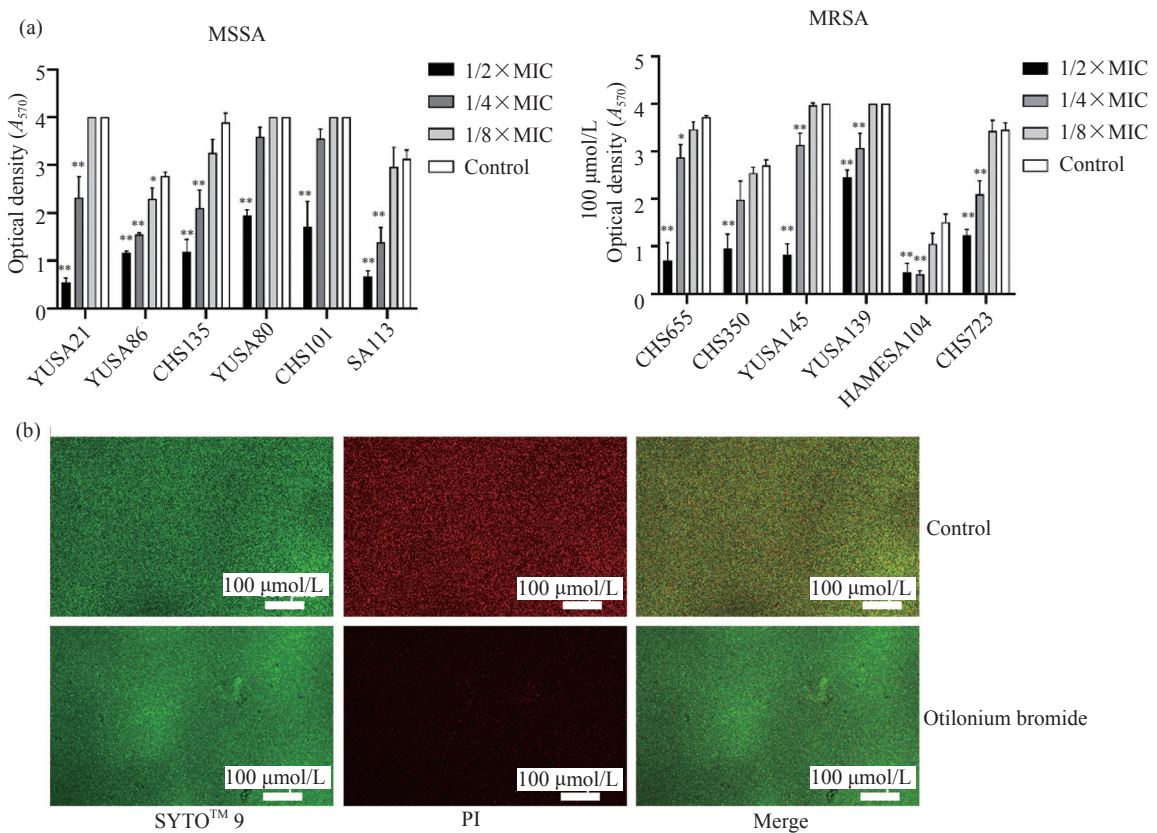 (a)
MSSA
Optical density (A570)
5
4
3
2
1
0
** ** ** ** * ** ** ** ** ** **
YUSA21
YUSA86
CHS135
YUSA80
CHS101
SA113
1/2×MIC
1/4×MIC
1/8×MIC
Control
MRSA
100 μmol/L
Optical density (A570)
5
4
3
2
1
0
** * ** ** ** ** ** ** ** ** **
CHS655
CHS350
YUSA145
YUSA139
HAMESA104
CHS723
1/2×MIC
1/4×MIC
1/8×MIC
Control
(b)
100 μmol/L
100 μmol/L
100 μmol/L
Control
100 μmol/L
100 μmol/L
100 μmol/L
Otilonium bromide
SYTO™ 9
PI
Merge